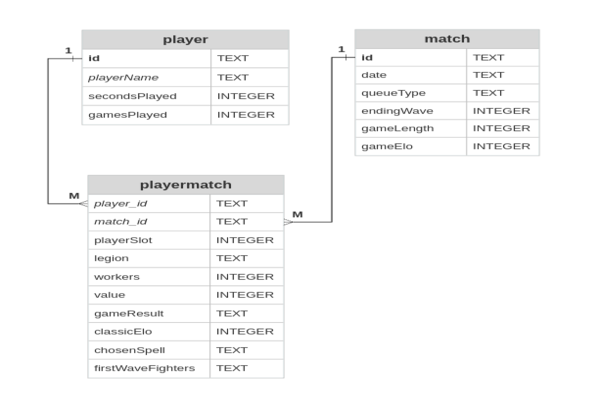 player
id TEXT
playerName TEXT
secondsPlayed INTEGER
gamesPlayed INTEGER
1
match
id TEXT
date TEXT
queueType TEXT
endingWave INTEGER
gameLength INTEGER
gameElo INTEGER
1
playermatch
player_id TEXT
match_id TEXT
playerSlot INTEGER
legion TEXT
workers INTEGER
value INTEGER
gameResult TEXT
classicElo INTEGER
chosenSpell TEXT
firstWaveFighters TEXT
M
M